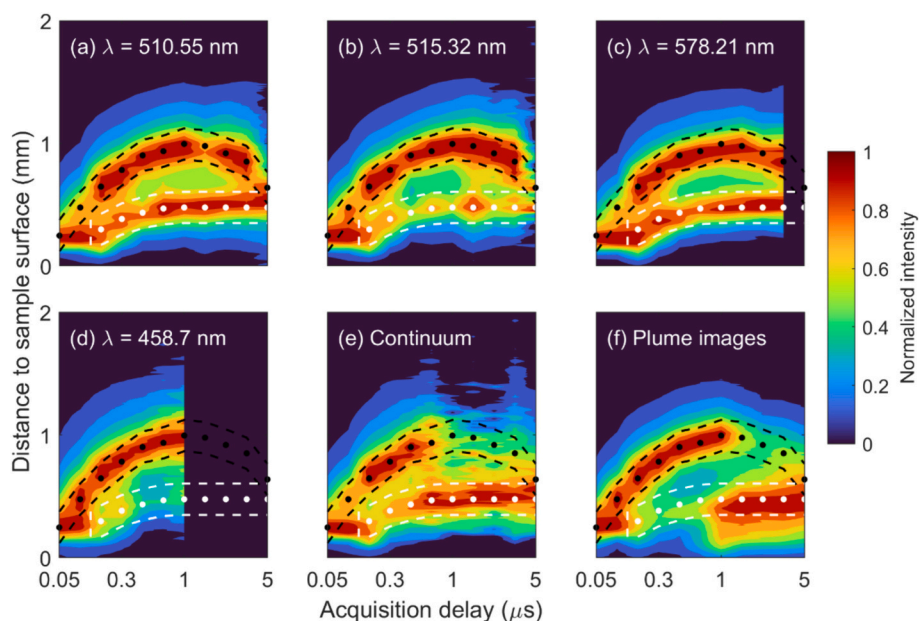 2
(a) λ = 510.55 nm
(b) λ = 515.32 nm
(c) λ = 578.21 nm
1
0
1
0.8
0.6
0.4
0.2
0
Normalized intensity
Distance to sample surface (mm)
2
(d) λ = 458.7 nm
(e) Continuum
(f) Plume images
1
0
0.05 0.3 1 5
0.05 0.3 1 5
0.05 0.3 1 5
Acquisition delay (μs)